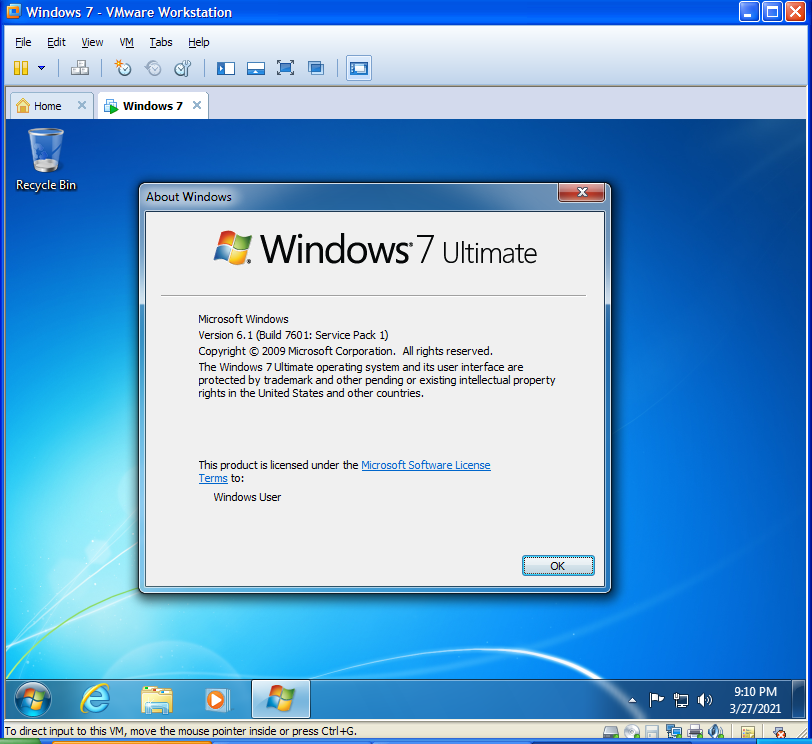 Windows 7 - VMware Workstation
File Edit View VM Tabs Help
Home Windows 7
Recycle Bin
About Windows
Windows® 7 Ultimate
Microsoft Windows
Version 6.1 (Build 7601: Service Pack 1)
Copyright © 2009 Microsoft Corporation. All rights reserved.
The Windows 7 Ultimate operating system and its user interface are
protected by trademark and other pending or existing intellectual property
rights in the United States and other countries.
This product is licensed under the Microsoft Software License
Terms to:
Windows User
OK
9:10 PM
3/27/2021
To direct input to this VM, move the mouse pointer inside or press Ctrl+G.